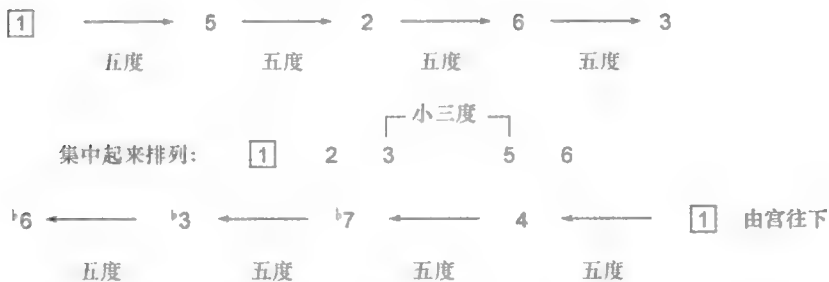 1 → 5 → 2 → 6 → 3
五度 五度 五度 五度
小三度
集中起来排列: 1 2 3 5 6
♭6 ← ♭3 ← ♭7 ← 4 ← 1 由宫往下
五度 五度 五度 五度